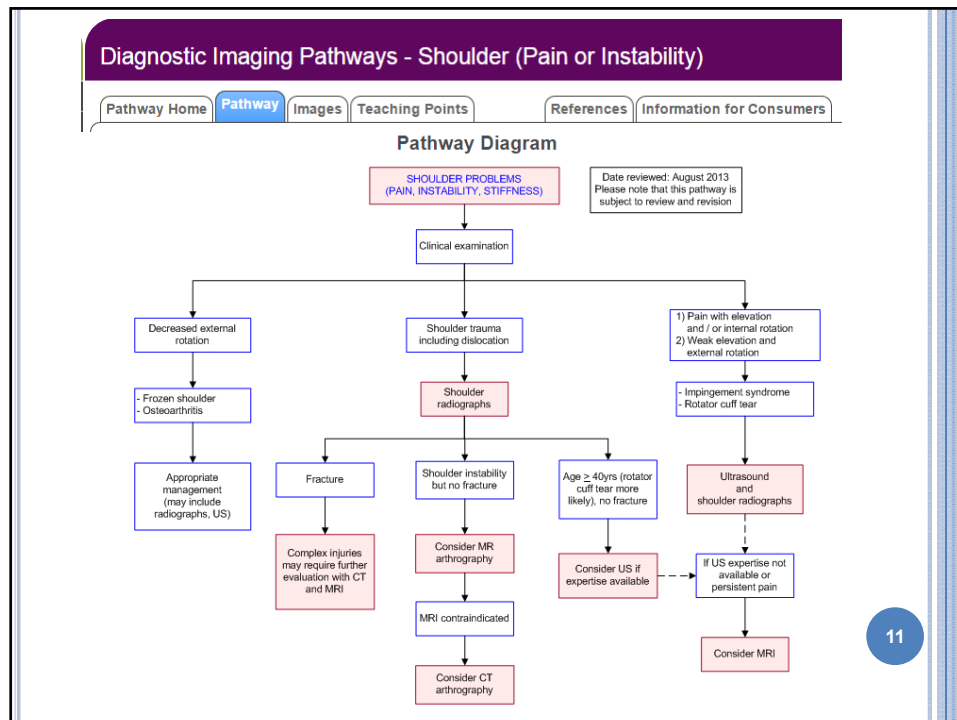 Diagnostic Imaging Pathways - Shoulder (Pain or Instability)
Pathway Home
Pathway
Images
Teaching Points
References
Information for Consumers
Pathway Diagram
SHOULDER PROBLEMS
(PAIN, INSTABILITY, STIFFNESS)
Date reviewed: August 2013
Please note that this pathway is
subject to review and revision
Clinical examination
Decreased external
rotation
Shoulder trauma
including dislocation
1) Pain with elevation
and / or internal rotation
2) Weak elevation and
external rotation
- Frozen shoulder
- Osteoarthritis
Shoulder
radiographs
- Impingement syndrome
- Rotator cuff tear
Appropriate
management
(may include
radiographs, US)
Fracture
Shoulder instability
but no fracture
Age ≥ 40yrs (rotator
cuff tear more
likely), no fracture
Ultrasound
and
shoulder radiographs
Complex injuries
may require further
evaluation with CT
and MRI
Consider MR
arthrography
Consider US if
expertise available
If US expertise not
available or
persistent pain
MRI contraindicated
Consider MRI
Consider CT
arthrography
11